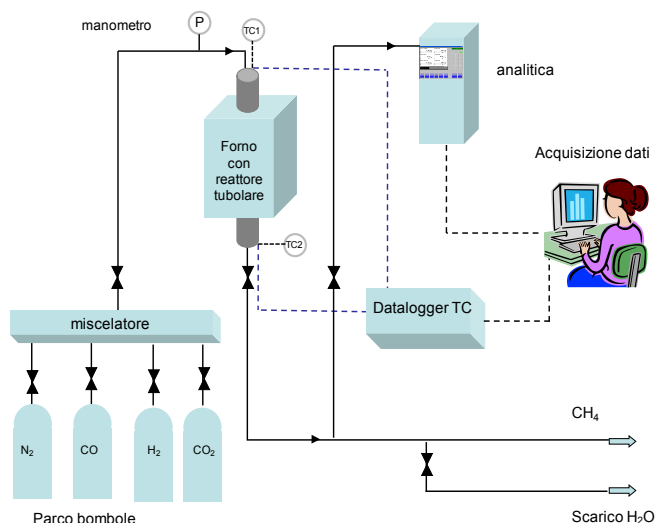 manometro
P
TC1
analitica
Forno
con
reattore
tubolare
Acquisizione dati
TC2
Datalogger TC
miscelatore
N₂
CO
H₂
CO₂
CH₄
Parco bombole
Scarico H₂O